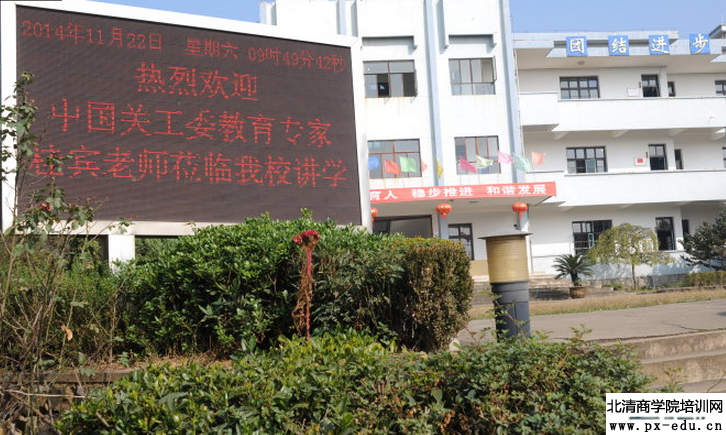 2014年11月22日 星期六 09时49分42秒
热烈欢迎
中国关工委教育专家
宾老师莅临我校讲学
团结进步
育人 稳步推进 和谐发展
北清商学院培训网
www.px-edu.cn